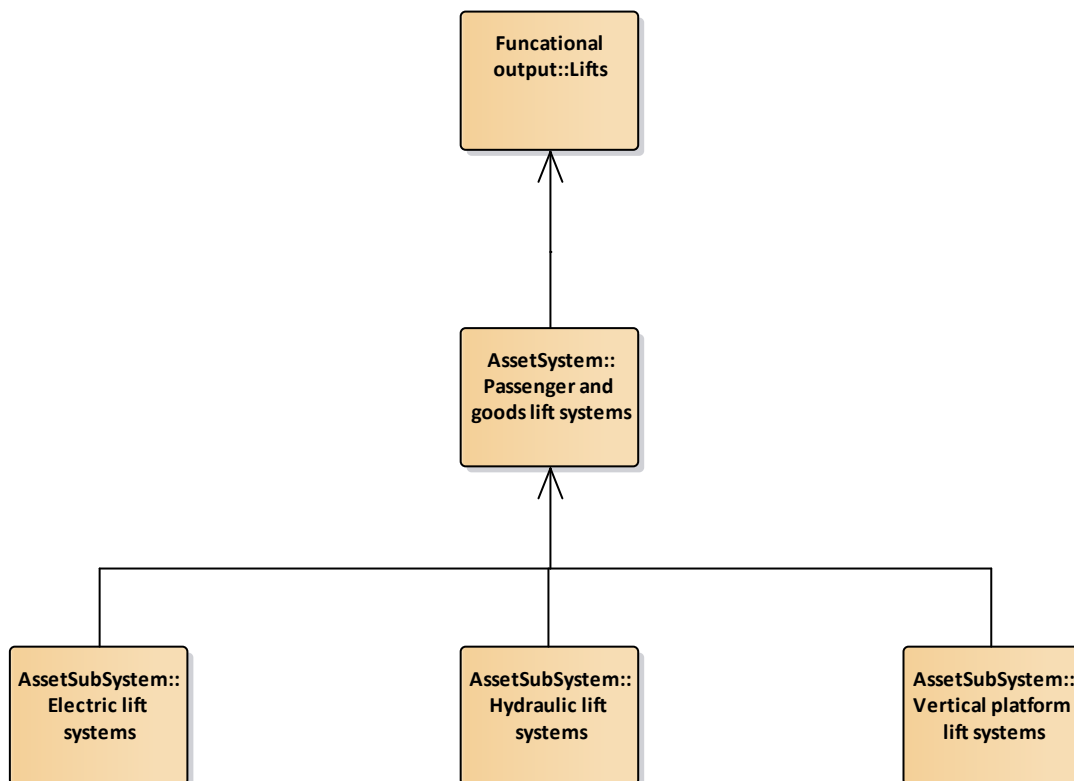 Funcational
output::Lifts
AssetSystem::
Passenger and
goods lift systems
AssetSubSystem::
Electric lift
systems
AssetSubSystem::
Hydraulic lift
systems
AssetSubSystem::
Vertical platform
lift systems